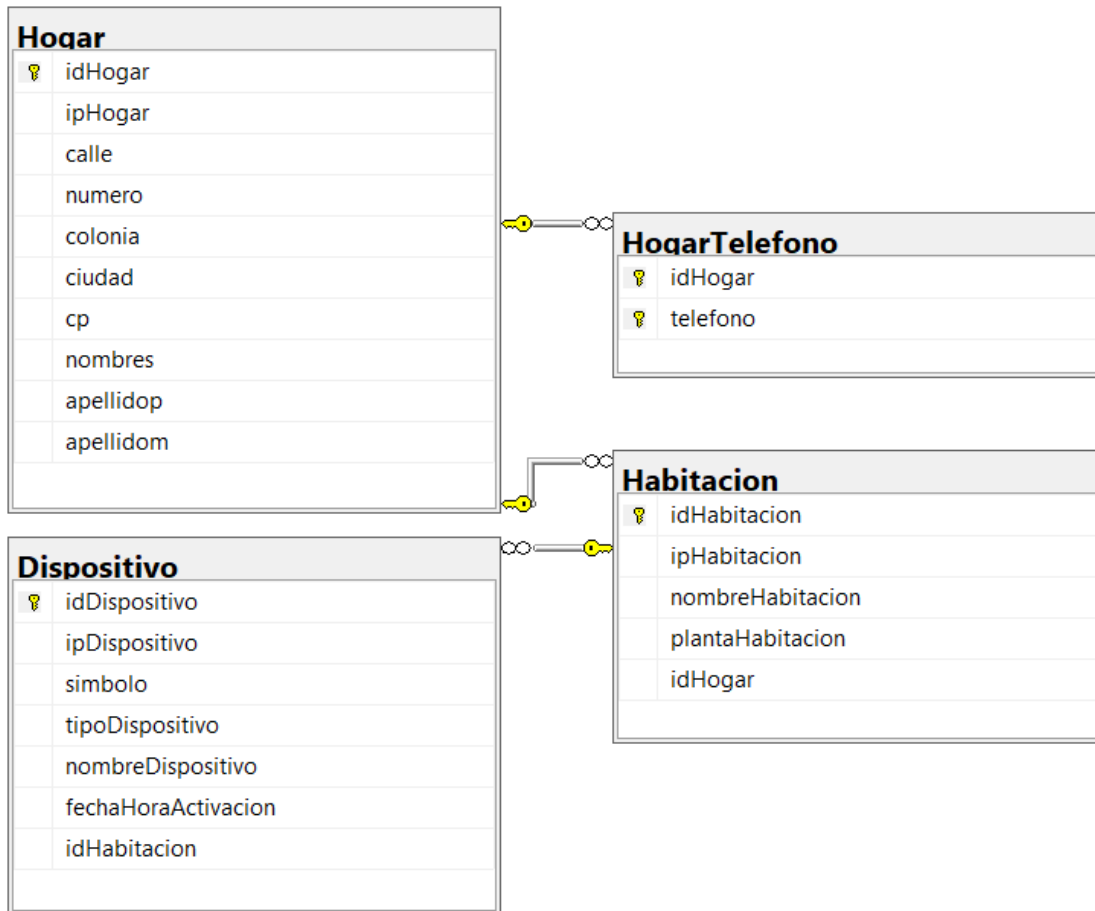 Hogar
idHogar
ipHogar
calle
numero
colonia
ciudad
cp
nombres
apellidop
apellidom
HogarTelefono
idHogar
telefono
Habitacion
idHabitacion
ipHabitacion
nombreHabitacion
plantaHabitacion
idHogar
Dispositivo
idDispositivo
ipDispositivo
simbolo
tipoDispositivo
nombreDispositivo
fechaHoraActivacion
idHabitacion